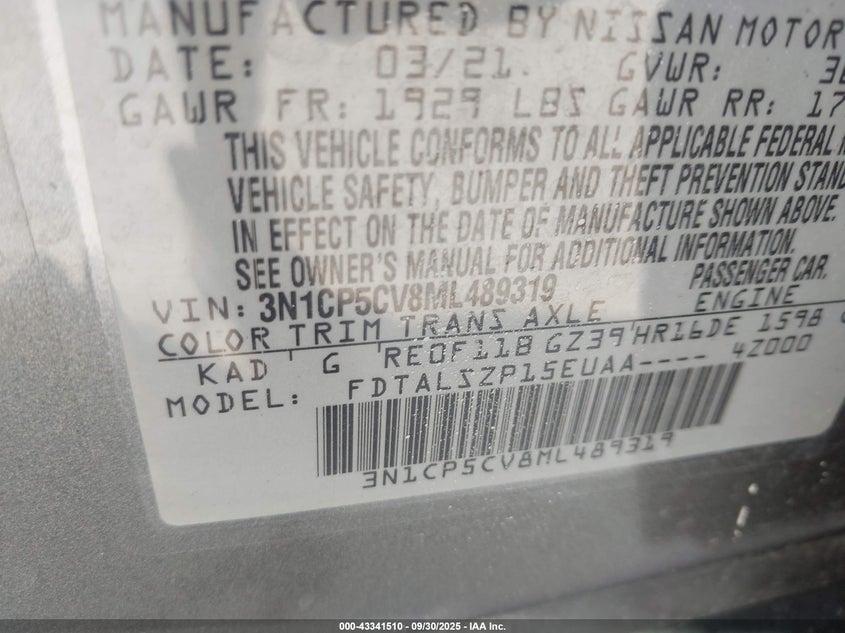 MANUFACTURED BY NISSAN MOTOR
DATE: 03/21. GVWR:
GAWR FR: 1929 LBS GAWR RR: 17
THIS VEHICLE CONFORMS TO ALL APPLICABLE FEDERAL
VEHICLE SAFETY, BUMPER AND THEFT PREVENTION STAND
IN EFFECT ON THE DATE OF MANUFACTURE SHOWN ABOVE.
SEE OWNER'S MANUAL FOR ADDITIONAL INFORMATION.
PASSENGER CAR.
VIN: 3N1CP5CV8ML489319
COLOR TRIM TRANS AXLE ENGINE
KAD G RE0F11B GZ39 HR16DE 1598
MODEL: FDTALSZP15EUAA---- 4Z000
3N1CP5CV8ML489319
000-43341510 - 09/30/2025 - IAA Inc.